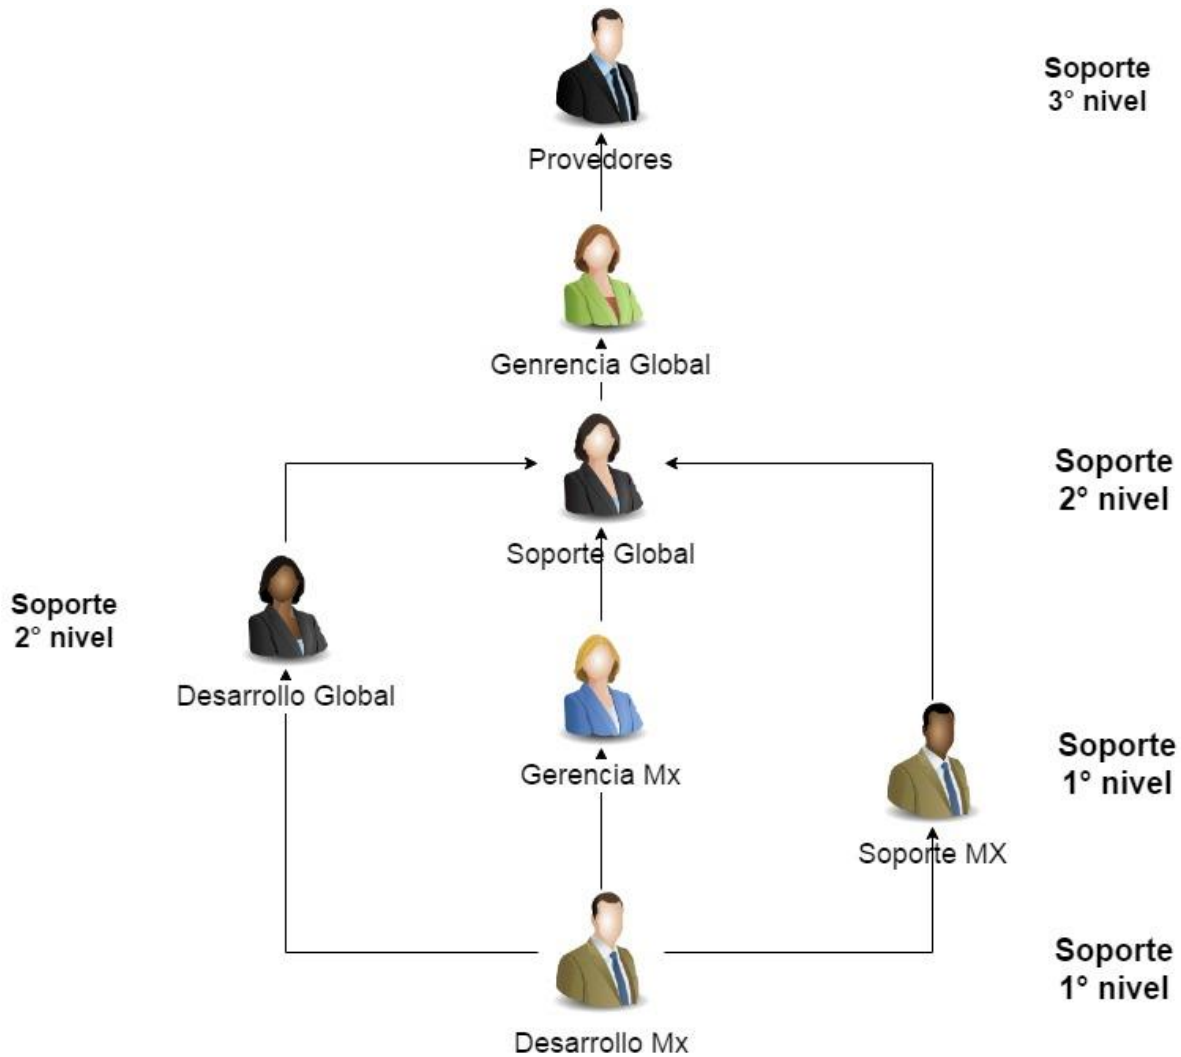 Soporte
3° nivel
Provedores
Genrencia Global
Soporte
2° nivel
Soporte Global
Soporte
2° nivel
Desarrollo Global
Gerencia Mx
Soporte
1° nivel
Soporte MX
Soporte
1° nivel
Desarrollo Mx